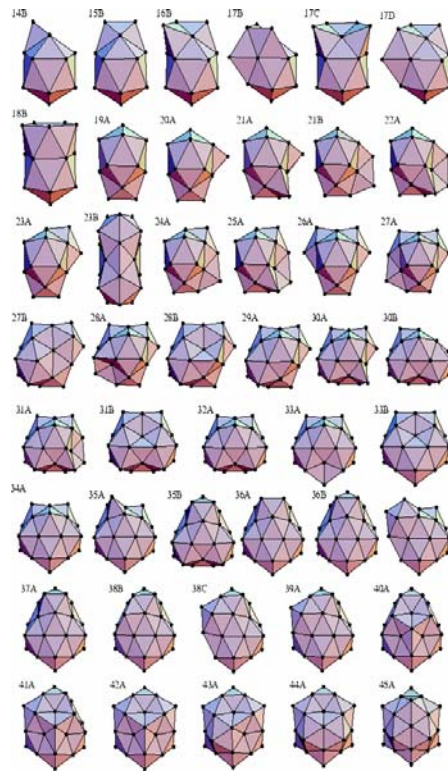 14B 15B 16B 17B 17C 17D
18B 19A 20A 21A 21B 22A
23A 23B 24A 25A 26A 27A
27B 28A 28B 29A 30A 30B
31A 31B 32A 33A 33B
34A 35A 35B 36A 36B
37A 38B 38C 39A 40A
41A 42A 43A 44A 45A